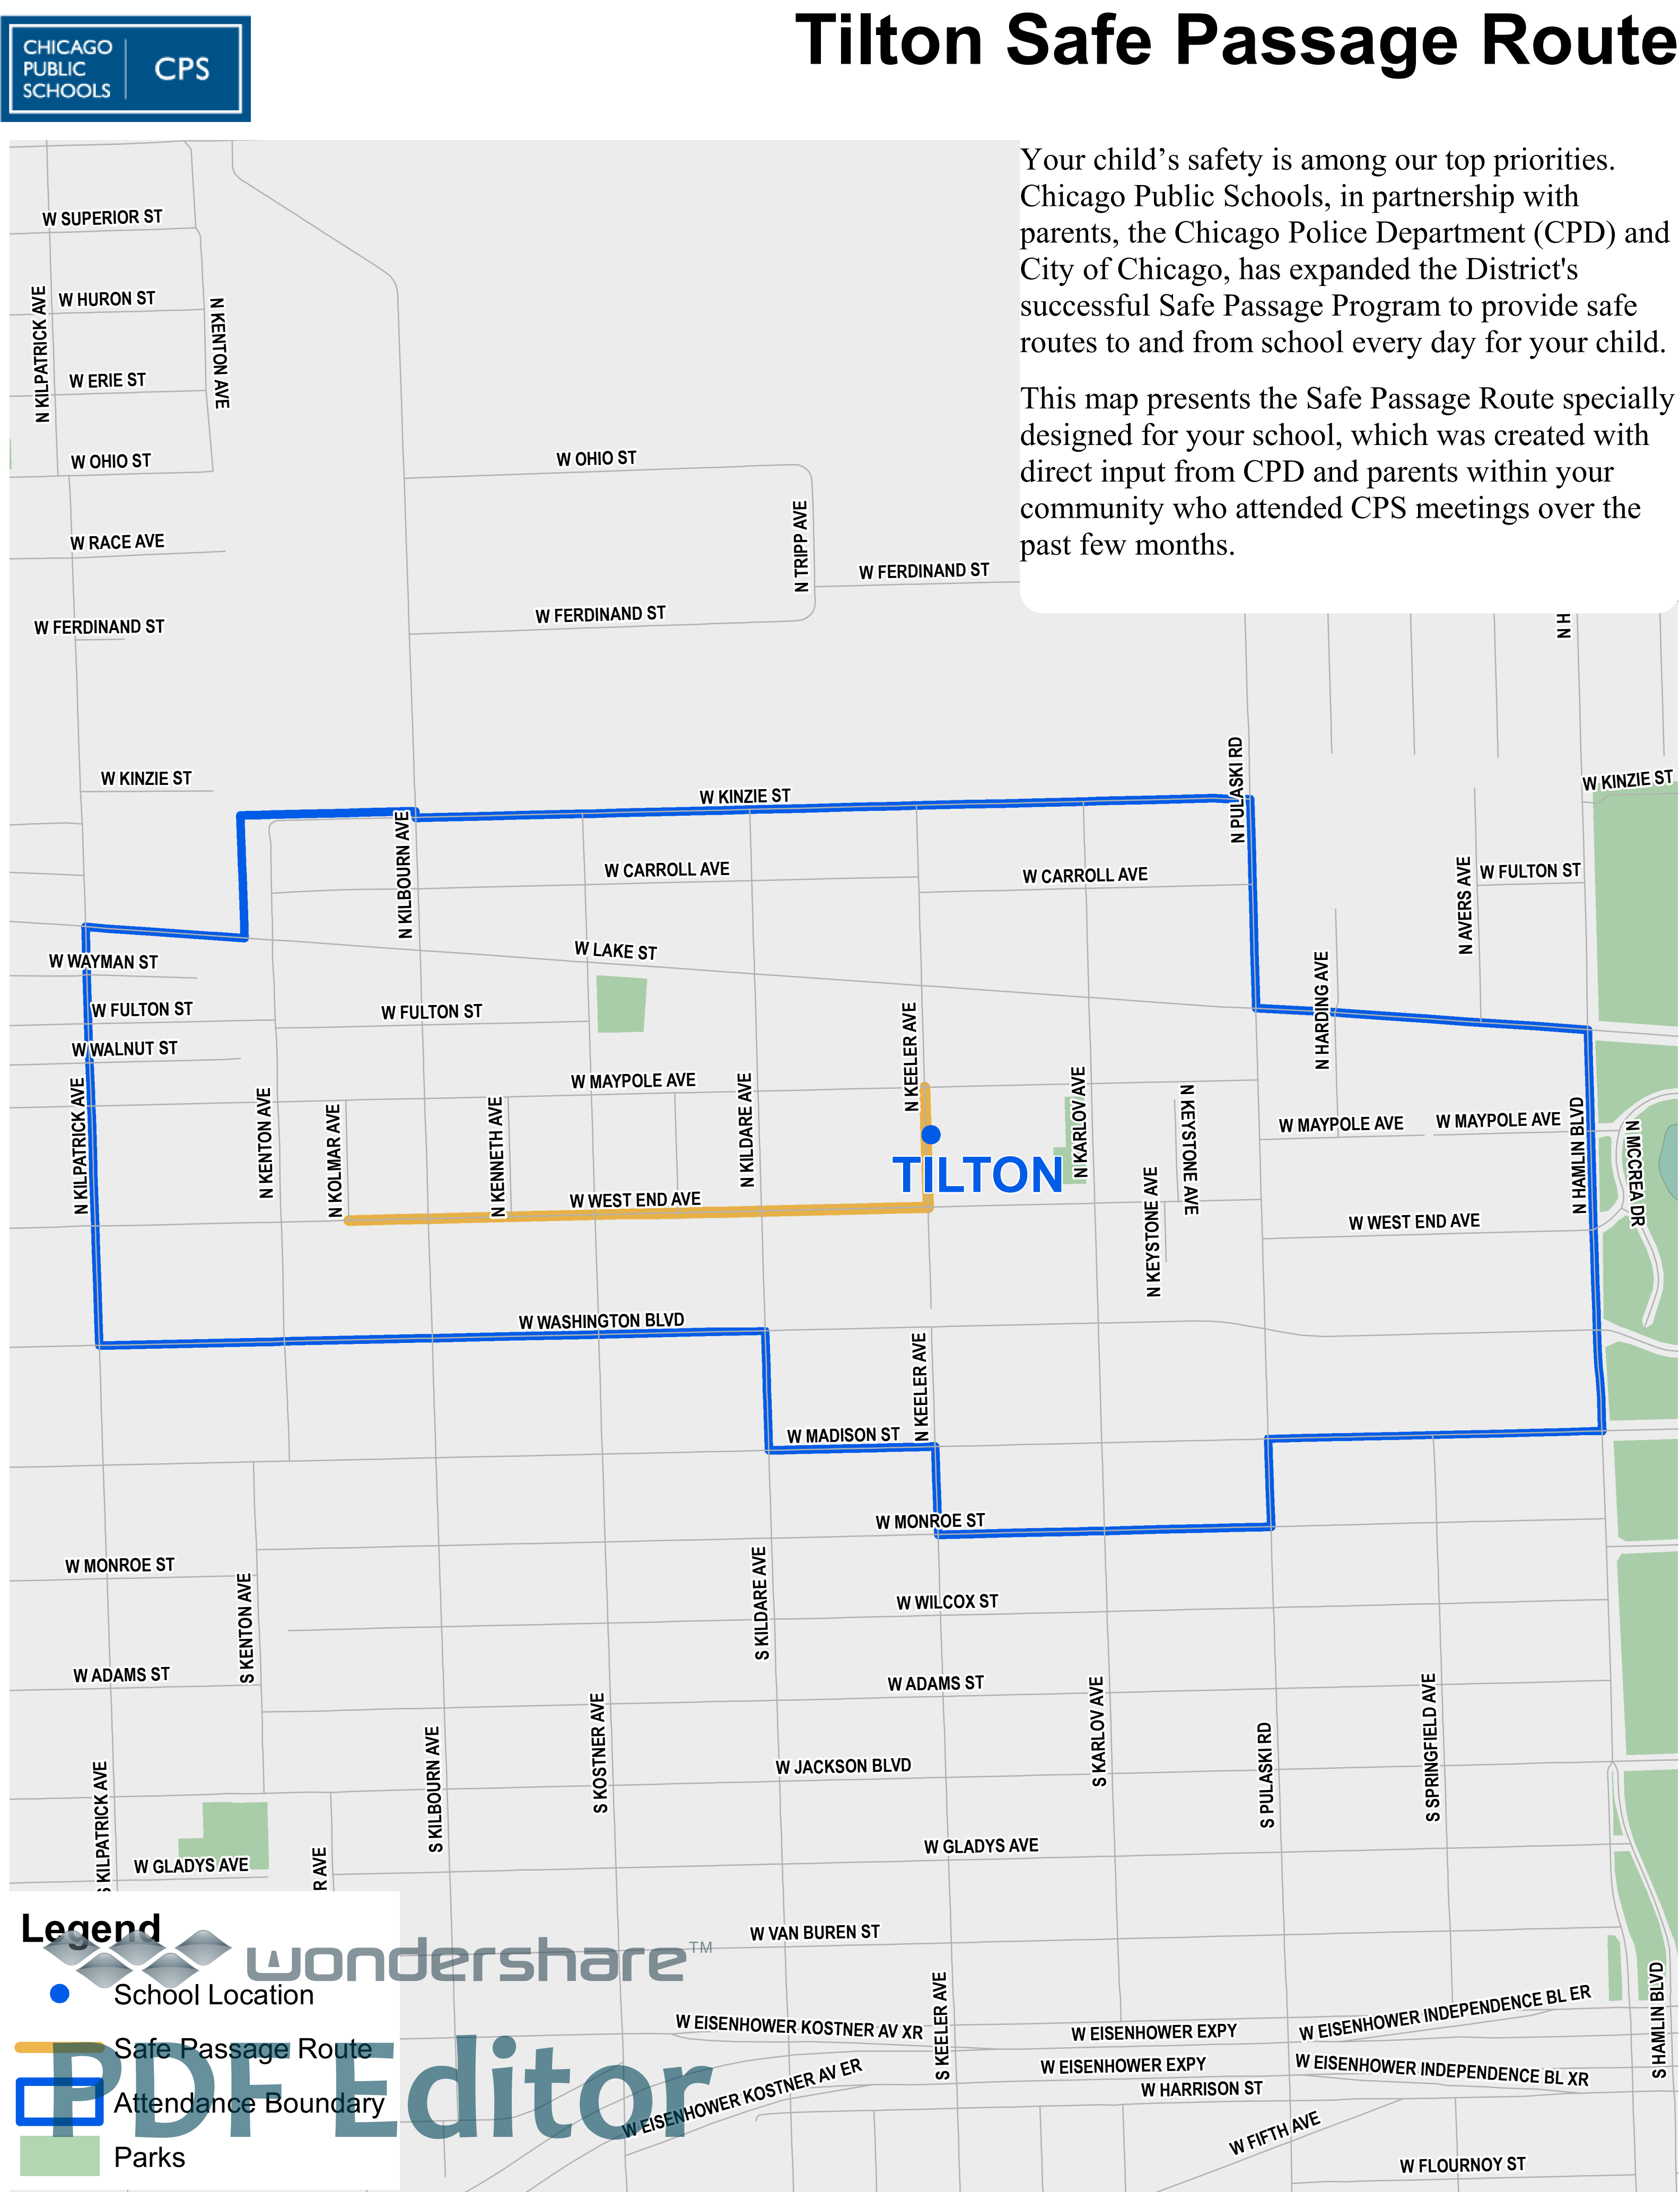 CHICAGO
PUBLIC
SCHOOLS
CPS
Tilton Safe Passage Route
Your child’s safety is among our top priorities.
Chicago Public Schools, in partnership with
parents, the Chicago Police Department (CPD) and
City of Chicago, has expanded the District's
successful Safe Passage Program to provide safe
routes to and from school every day for your child.
This map presents the Safe Passage Route specially
designed for your school, which was created with
direct input from CPD and parents within your
community who attended CPS meetings over the
past few months.
W SUPERIOR ST
W HURON ST
N KILPATRICK AVE
N KENTON AVE
W ERIE ST
W OHIO ST
W OHIO ST
W RACE AVE
N TRIPP AVE
W FERDINAND ST
W FERDINAND ST
W FERDINAND ST
N H
W KINZIE ST
W KINZIE ST
N PULASKI RD
W KINZIE ST
N KILBOURN AVE
W CARROLL AVE
W CARROLL AVE
N AVERS AVE
W FULTON ST
W LAKE ST
W WAYMAN ST
W FULTON ST
W FULTON ST
N HARDING AVE
W WALNUT ST
N KEELER AVE
W MAYPOLE AVE
N KILPATRICK AVE
N KENTON AVE
N KOLMAR AVE
N KENNETH AVE
N KILDARE AVE
N KARLOV AVE
N KEYSTONE AVE
W MAYPOLE AVE
W MAYPOLE AVE
N HAMLIN BLVD
N MCCREA DR
TILTON
W WEST END AVE
N KEYSTONE AVE
W WEST END AVE
W WASHINGTON BLVD
N KEELER AVE
W MADISON ST
W MONROE ST
W MONROE ST
S KENTON AVE
S KILDARE AVE
W WILCOX ST
W ADAMS ST
W ADAMS ST
S KILBOURN AVE
S KOSTNER AVE
S KARLOV AVE
S PULASKI RD
S SPRINGFIELD AVE
W JACKSON BLVD
S KILPATRICK AVE
W GLADYS AVE
R AVE
W GLADYS AVE
W VAN BUREN ST
Legend
wondershare™
School Location
Safe Passage Route
PDF Editor
Attendance Boundary
Parks
W EISENHOWER KOSTNER AV XR
S KEELER AVE
W EISENHOWER EXPY
W EISENHOWER INDEPENDENCE BL ER
S HAMLIN BLVD
W EISENHOWER KOSTNER AV ER
W EISENHOWER EXPY
W EISENHOWER INDEPENDENCE BL XR
W HARRISON ST
W FIFTH AVE
W FLOURNOY ST